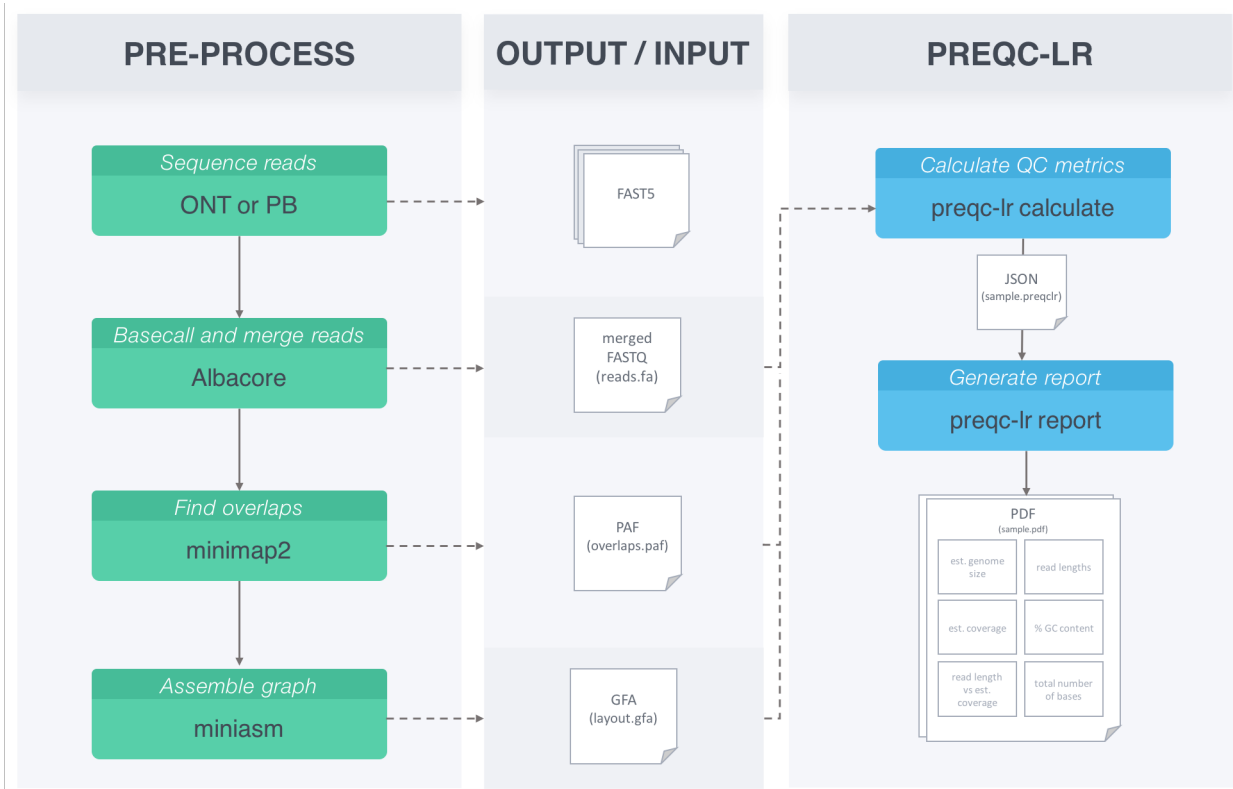 PRE-PROCESS
OUTPUT / INPUT
PREQC-LR
Sequence reads
ONT or PB
FAST5
Basecall and merge reads
Albacore
merged
FASTQ
(reads.fa)
Find overlaps
minimap2
PAF
(overlaps.paf)
Assemble graph
miniasm
GFA
(layout.gfa)
Calculate QC metrics
preqc-lr calculate
JSON
(sample.preqclr)
Generate report
preqc-lr report
PDF
(sample.pdf)
est. genome
size
read lengths
est. coverage
% GC content
read length
vs est.
coverage
total number
of bases